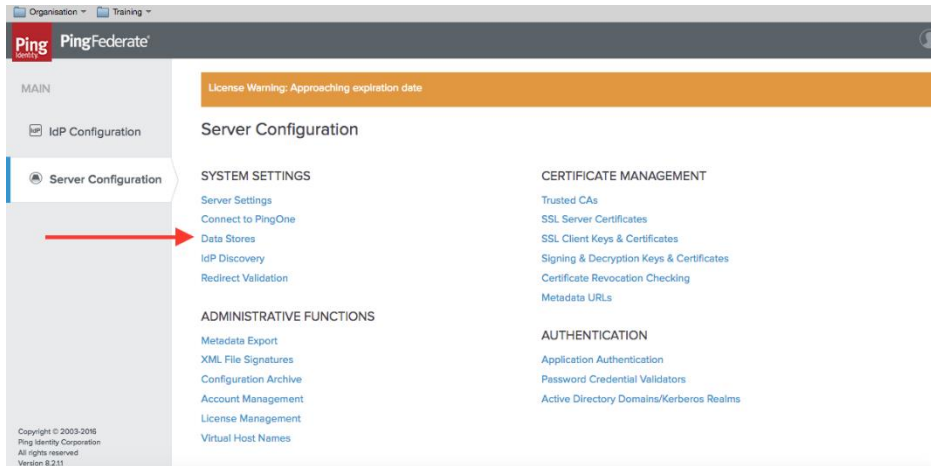 Organisation
Training
Ping
Identity
PingFederate®
MAIN
IdP
IdP Configuration
Server Configuration
License Warning: Approaching expiration date
Server Configuration
SYSTEM SETTINGS
Server Settings
Connect to PingOne
Data Stores
IdP Discovery
Redirect Validation
ADMINISTRATIVE FUNCTIONS
Metadata Export
XML File Signatures
Configuration Archive
Account Management
License Management
Virtual Host Names
CERTIFICATE MANAGEMENT
Trusted CAs
SSL Server Certificates
SSL Client Keys & Certificates
Signing & Decryption Keys & Certificates
Certificate Revocation Checking
Metadata URLs
AUTHENTICATION
Application Authentication
Password Credential Validators
Active Directory Domains/Kerberos Realms
Copyright © 2003-2016
Ping Identity Corporation
All rights reserved
Version 8.2.1.1